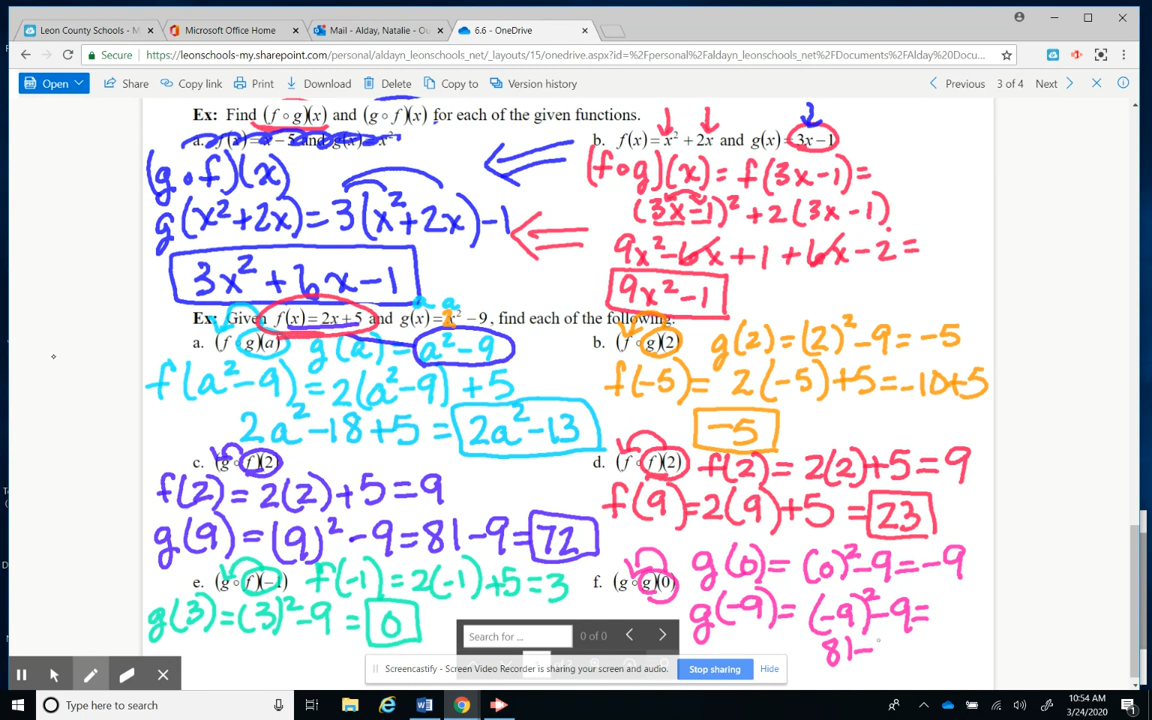 Leon County Schools - My
Microsoft Office Home
Mail - Alday, Natalie - Ou
6.6 - OneDrive
Secure | https://leonschools-my.sharepoint.com/personal/aldayn_leonschools_net/_layouts/15/onedrive.aspx?id=%2Fpersonal%2Faldayn_leonschools_net%2FDocuments%2FAlday%20Docu...
Open Share Copy link Print Download Delete Copy to Version history Previous 3 of 4 Next
Ex: Find (f∘g)(x) and (g∘f)(x) for each of the given functions.
a. f(x) = x − 5 and g(x) = x²
(g∘f)(x)
g(x²+2x) = 3(x²+2x) −1
3x² + 6x −1
b. f(x) = x² + 2x and g(x) = 3x − 1
(f∘g)(x) = f(3x−1) =
(3x−1)² + 2(3x−1)
9x² −6x + 1 + 6x −2 =
9x² −1
Ex: Given f(x) = 2x + 5 and g(x) = x² − 9, find each of the following.
a a
a. (f∘g)(a) g(a) = a² −9
f(a²−9) = 2(a²−9) + 5
2a² −18 + 5 = 2a² −13
b. (f∘g)(2) g(2) = (2)² −9 = −5
f(−5) = 2(−5) + 5 = −10+5
−5
c. (g∘f)(2)
f(2) = 2(2) + 5 = 9
g(9) = (9)² −9 = 81 −9 = 72
d. (f∘f)(2) f(2) = 2(2)+5 = 9
f(9) = 2(9) + 5 = 23
e. (g∘f)(−1) f(−1) = 2(−1)+5 = 3
g(3) = (3)² −9 = 0
f. (g∘g)(0) g(0) = (0)² −9 = −9
g(−9) = (−9)² −9 =
81−
Search for ... 0 of 0
Screencastify - Screen Video Recorder is sharing your screen and audio. Stop sharing Hide
Type here to search
10:54 AM
3/24/2020
1